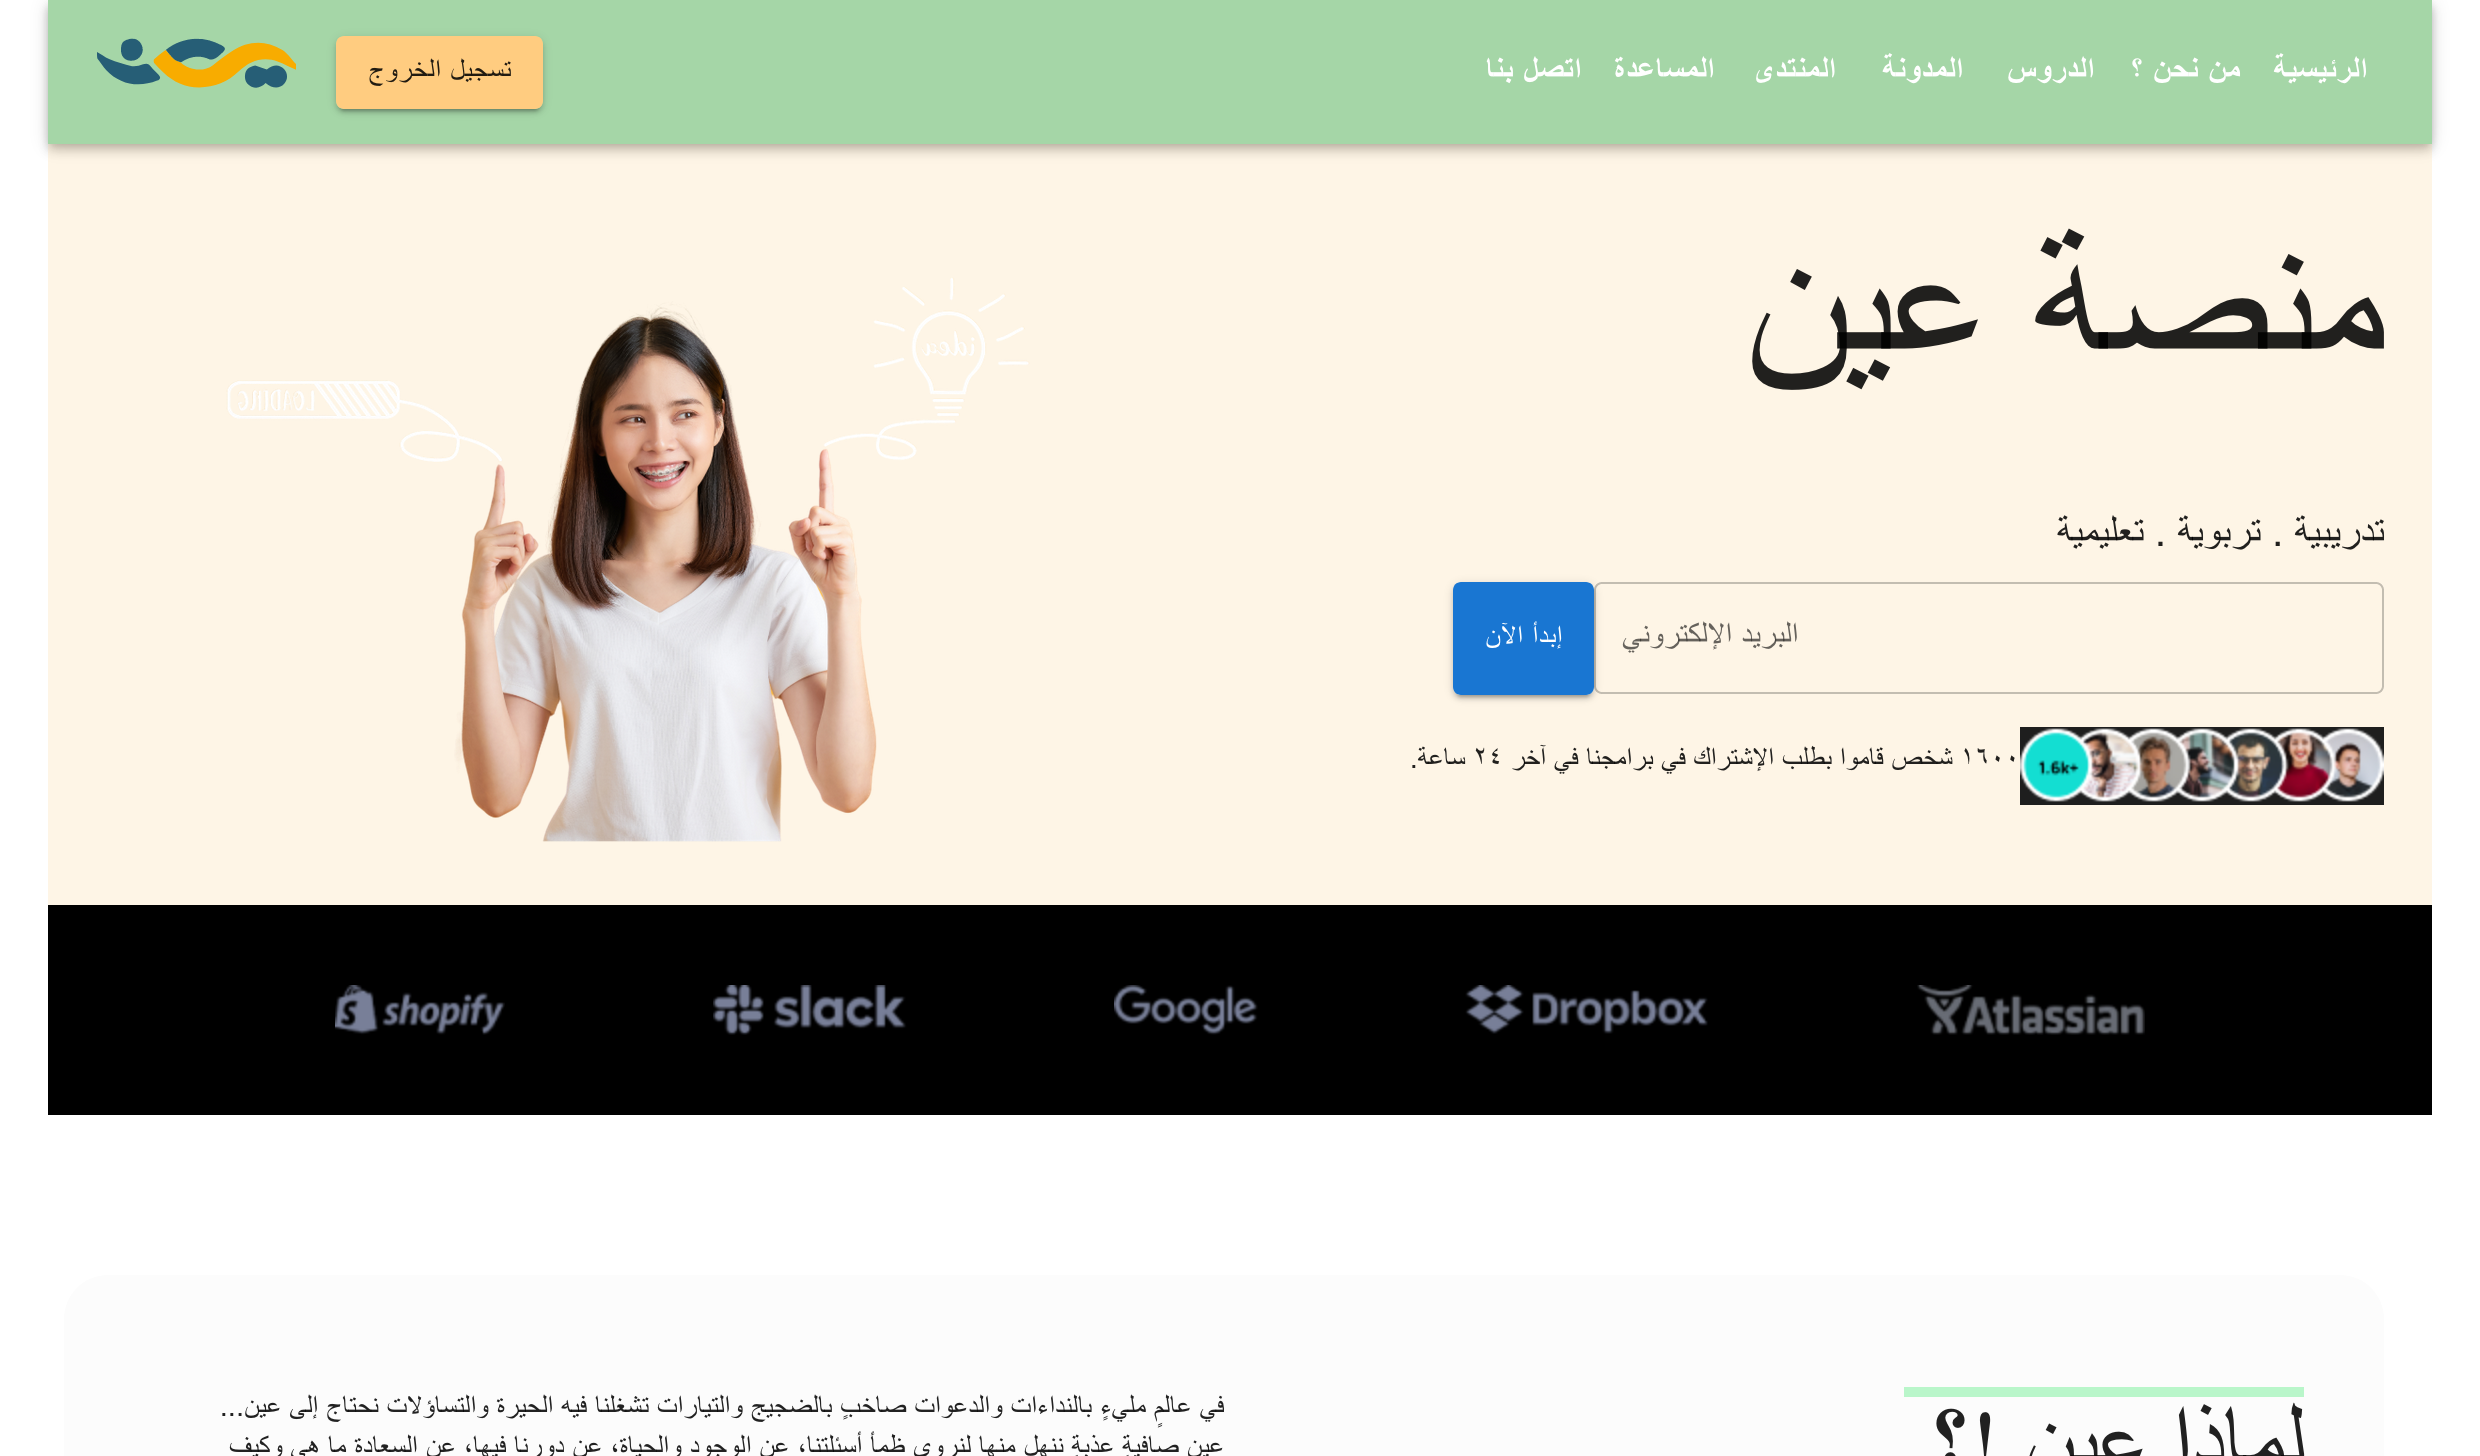 الرئيسية
من نحن ؟
الدروس
المدونة
المنتدى
المساعدة
اتصل بنا
تسجيل الخروج
منصة عين
idea
LOADING
تدريبية . تربوية . تعليمية
البريد الإلكتروني
إبدأ الآن
1.6k+
١٦٠٠ شخص قاموا بطلب الإشتراك في برامجنا في آخر ٢٤ ساعة.
Atlassian
Dropbox
Google
slack
shopify
لماذا عين !؟
في عالمٍ مليءٍ بالنداءات والدعوات صاخبٍ بالضجيج والتيارات تشغلنا فيه الحيرة والتساؤلات نحتاج إلى عين...
عين صافيةٍ عذبةٍ ننهل منها لنروي ظمأ أسئلتنا، عن الوجود والحياة، عن دورنا فيها، عن السعادة ما هي وكيف